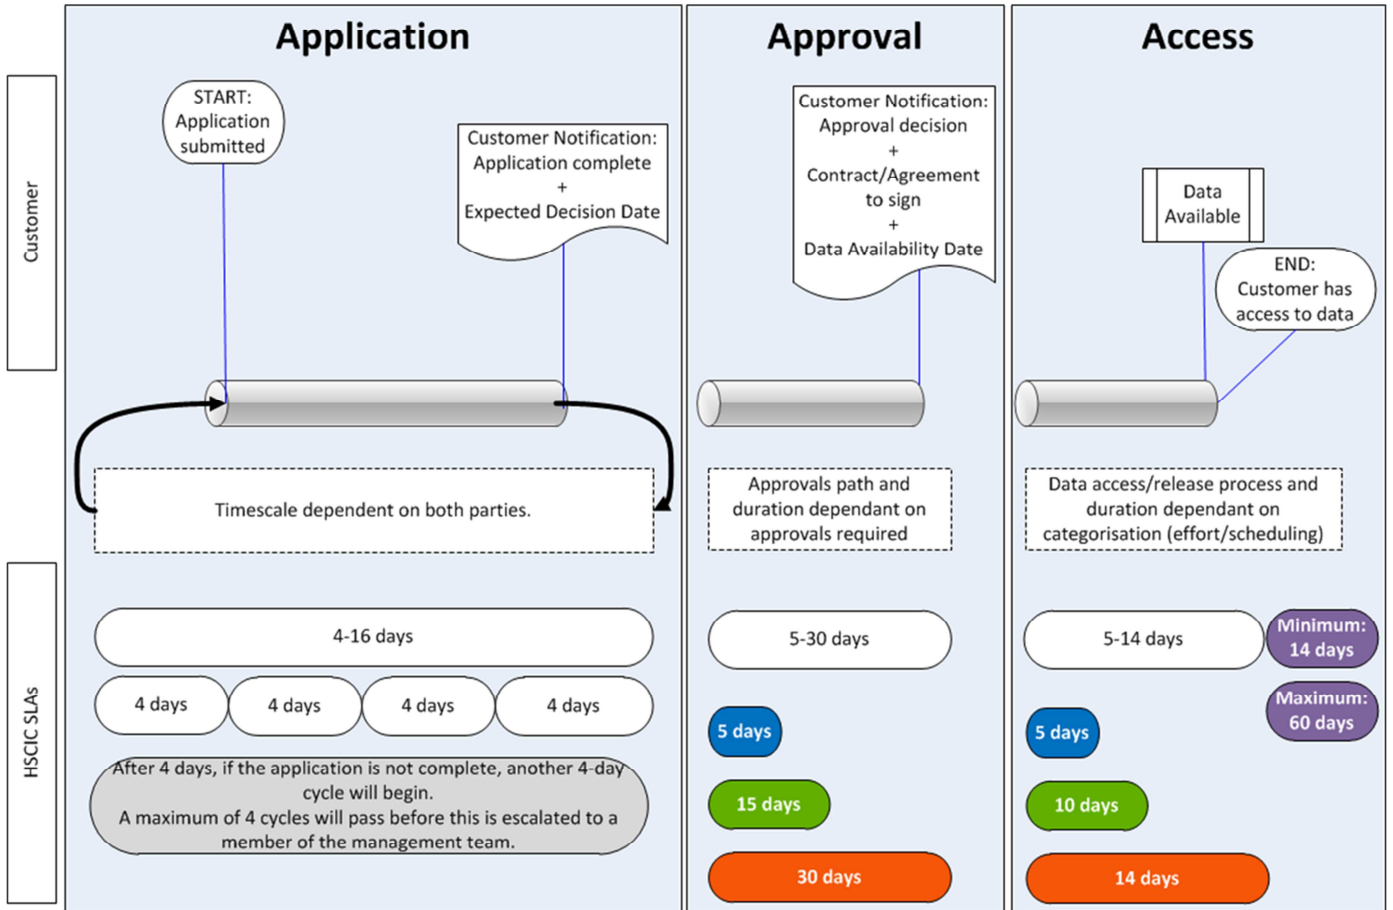 Application
Approval
Access
Customer
START:
Application
submitted
Customer Notification:
Application complete
+
Expected Decision Date
Customer Notification:
Approval decision
+
Contract/Agreement
to sign
+
Data Availability Date
Data
Available
END:
Customer has
access to data
Timescale dependent on both parties.
Approvals path and
duration dependant on
approvals required
Data access/release process and
duration dependant on
categorisation (effort/scheduling)
HSCIC SLAs
4-16 days
4 days
4 days
4 days
4 days
After 4 days, if the application is not complete, another 4-day
cycle will begin.
A maximum of 4 cycles will pass before this is escalated to a
member of the management team.
5-30 days
5 days
15 days
30 days
5-14 days
Minimum:
14 days
Maximum:
60 days
5 days
10 days
14 days